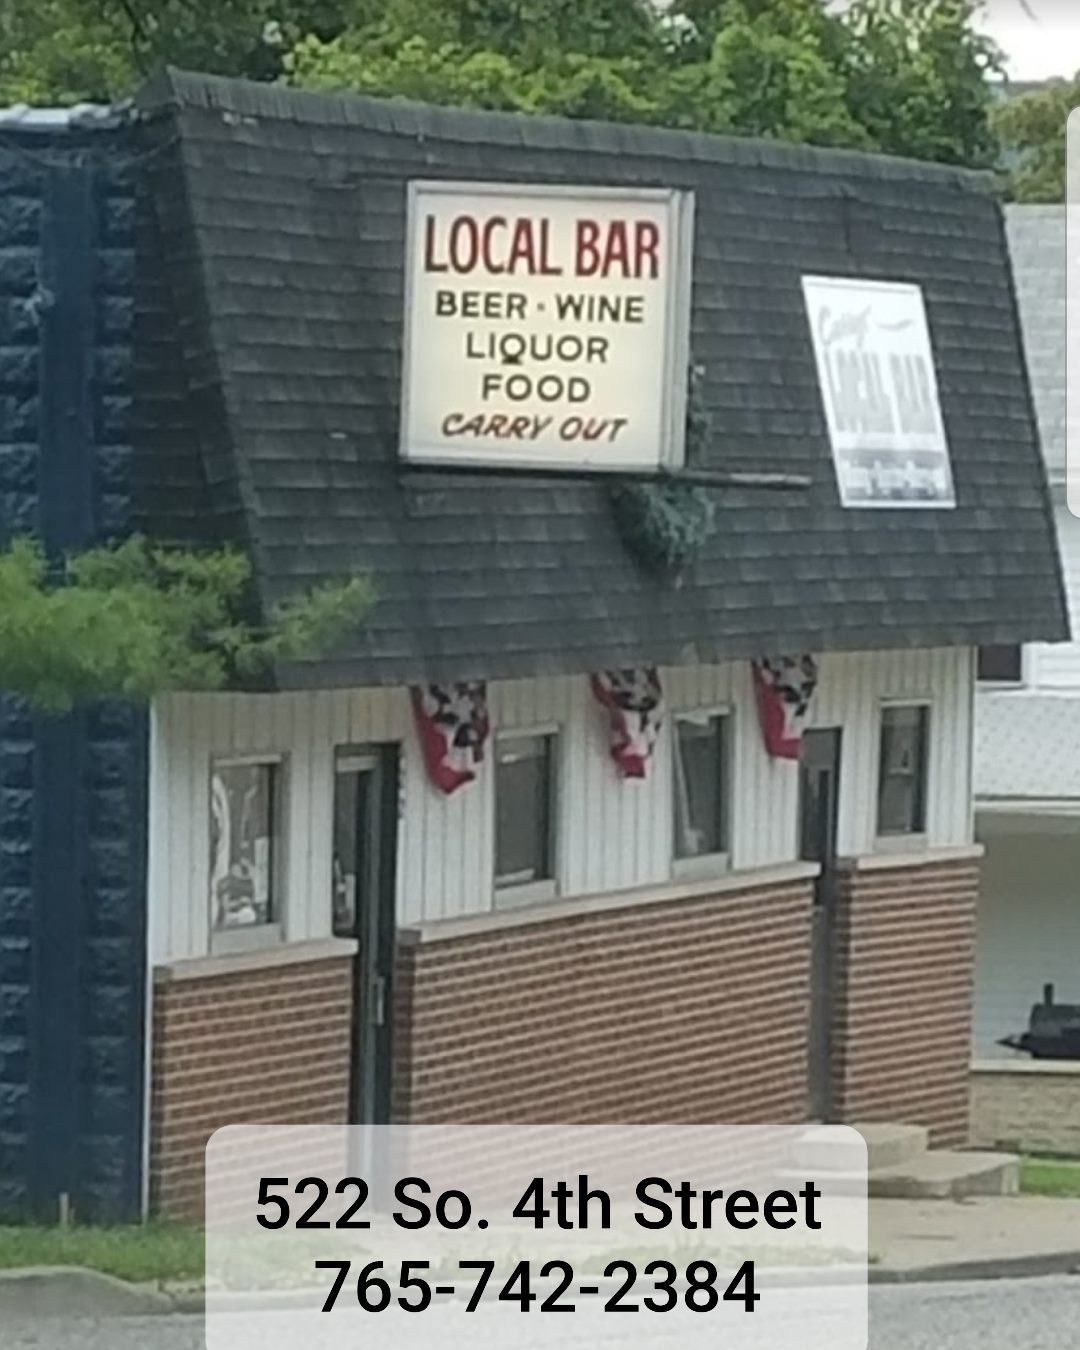 LOCAL BAR
BEER · WINE
LIQUOR
FOOD
CARRY OUT
LOCAL BAR
522 So. 4th Street
765-742-2384